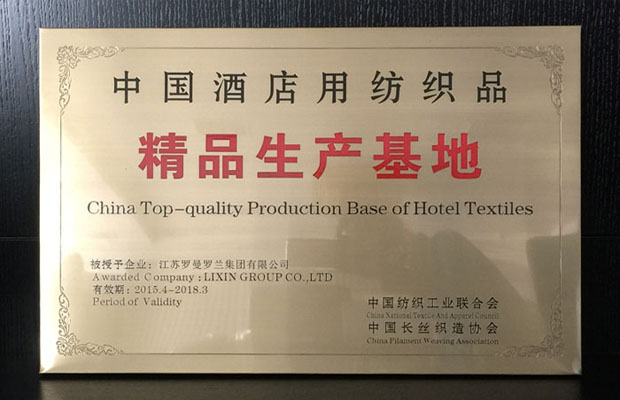 中国酒店用纺织品
精品生产基地
China Top-quality Production Base of Hotel Textiles
被授予企业：江苏罗曼罗兰集团有限公司
Awarded Company : LIXIN GROUP CO.,LTD
有效期：2015.4-2018.3
Period of Validity
中国纺织工业联合会
China National Textile And Apparel Council
中国长丝织造协会
China Filament Weaving Association